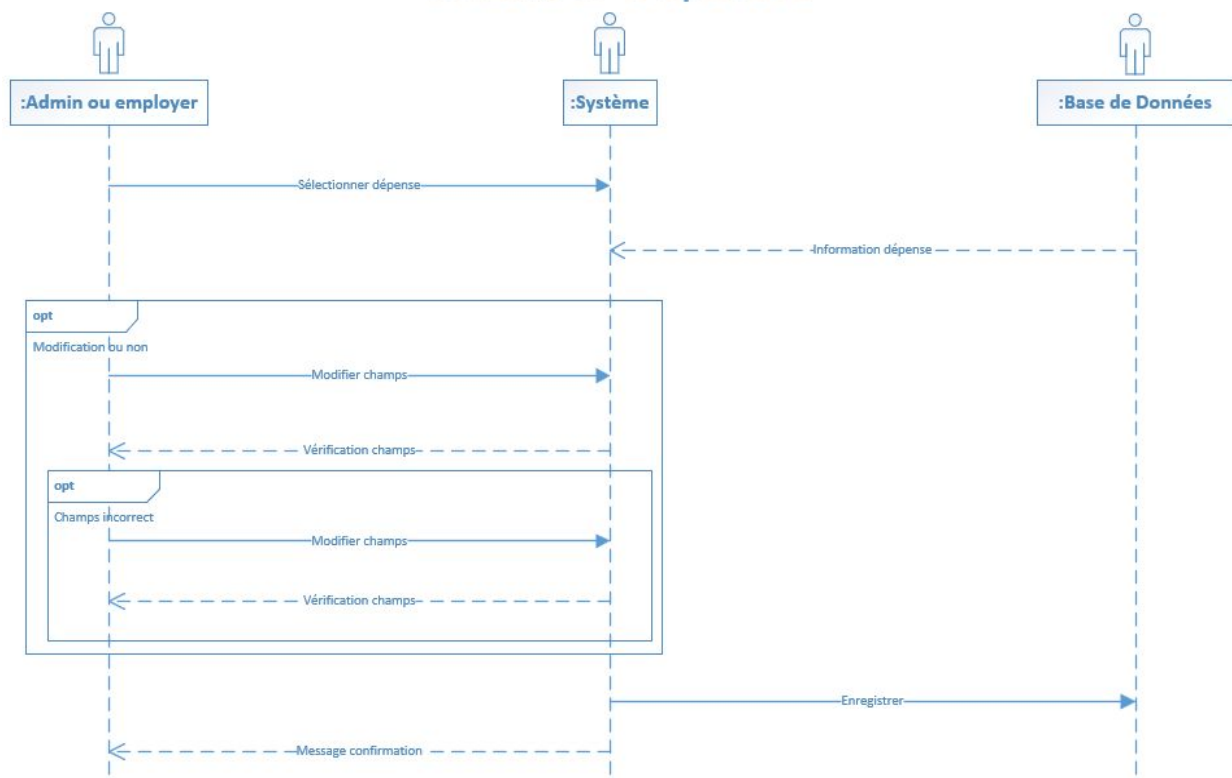 :Admin ou employer
:Système
:Base de Données
Sélectionner dépense
Information dépense
opt
Modification ou non
Modifier champs
Vérification champs
opt
Champs incorrect
Modifier champs
Vérification champs
Enregistrer
Message confirmation